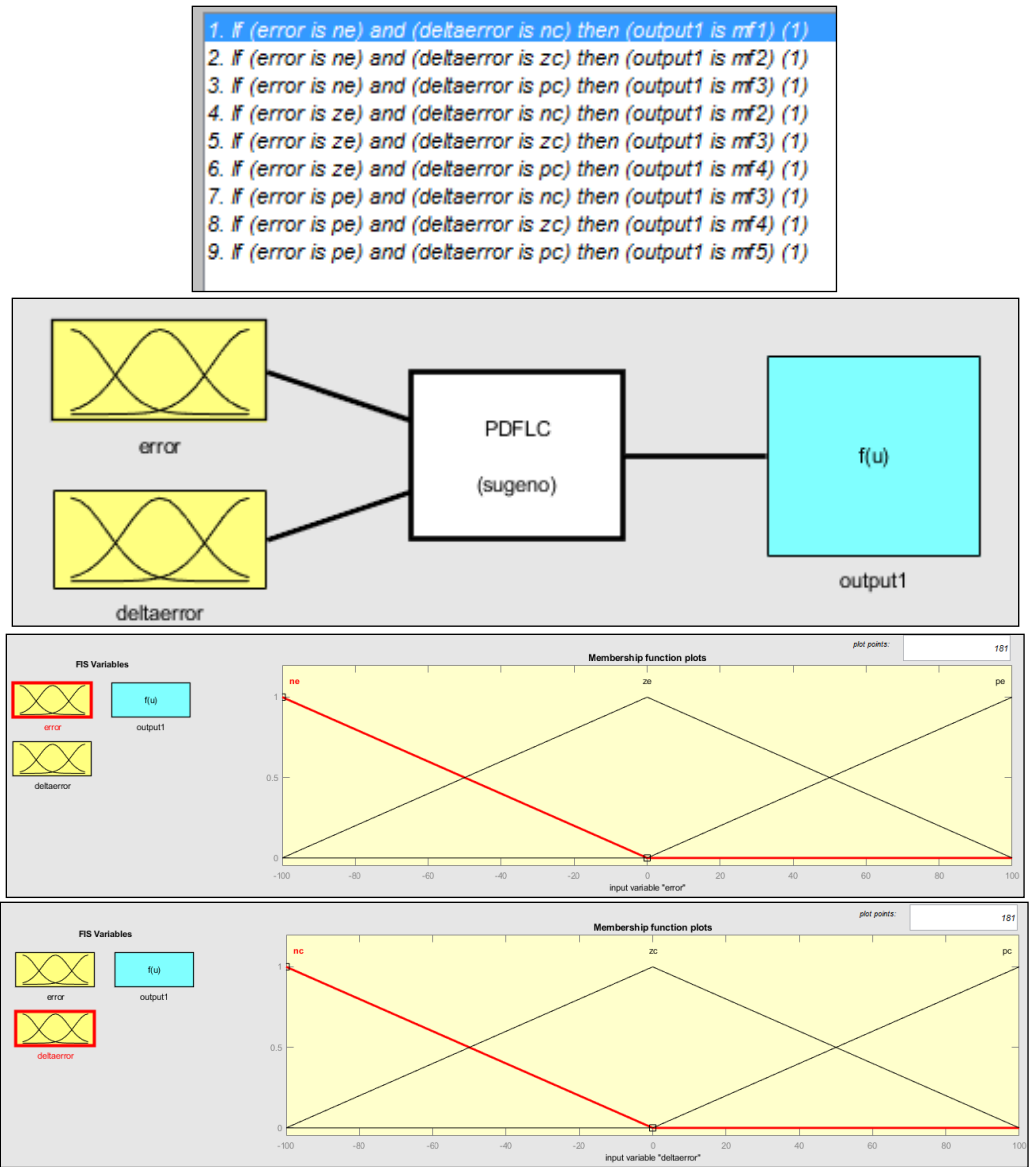 1. If (error is ne) and (deltaerror is nc) then (output1 is mf1) (1)
2. If (error is ne) and (deltaerror is zc) then (output1 is mf2) (1)
3. If (error is ne) and (deltaerror is pc) then (output1 is mf3) (1)
4. If (error is ze) and (deltaerror is nc) then (output1 is mf2) (1)
5. If (error is ze) and (deltaerror is zc) then (output1 is mf3) (1)
6. If (error is ze) and (deltaerror is pc) then (output1 is mf4) (1)
7. If (error is pe) and (deltaerror is nc) then (output1 is mf3) (1)
8. If (error is pe) and (deltaerror is zc) then (output1 is mf4) (1)
9. If (error is pe) and (deltaerror is pc) then (output1 is mf5) (1)
error
deltaerror
PDFLC
(sugeno)
f(u)
output1
FIS Variables
f(u)
error
output1
deltaerror
Membership function plots
plot points:
181
ne
ze
pe
1
0.5
0
-100 -80 -60 -40 -20 0 20 40 60 80 100
input variable "error"
FIS Variables
f(u)
error
output1
deltaerror
Membership function plots
plot points:
181
nc
zc
pc
1
0.5
0
-100 -80 -60 -40 -20 0 20 40 60 80 100
input variable "deltaerror"